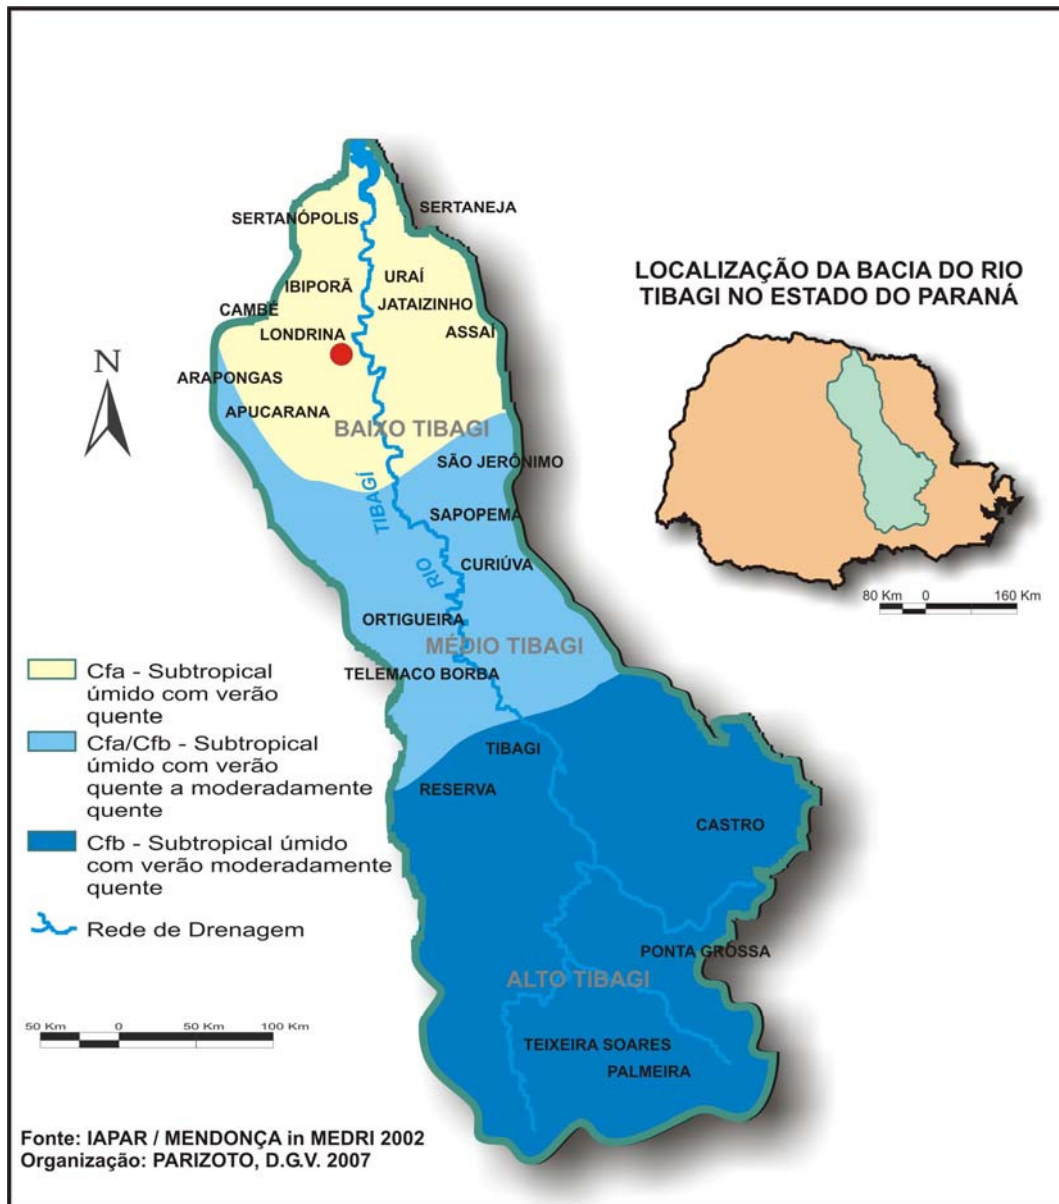 SERTANEJA
SERTANÓPOLIS
URAÍ
IBIPORÃ
JATAIZINHO
CAMBÉ
LONDRINA
ASSAÍ
ARAPONGAS
APUCARANA
BAIXO TIBAGI
SÃO JERÔNIMO
TIBAGÍ
SAPOPEMA
CURIÚVA
RIO
ORTIGUEIRA
MÉDIO TIBAGI
TELEMACO BORBA
TIBAGI
RESERVA
CASTRO
PONTA GROSSA
ALTO TIBAGI
TEIXEIRA SOARES
PALMEIRA
N
LOCALIZAÇÃO DA BACIA DO RIO
TIBAGI NO ESTADO DO PARANÁ
80 Km 0 160 Km
Cfa - Subtropical
úmido com verão
quente
Cfa/Cfb - Subtropical
úmido com verão
quente a moderadamente
quente
Cfb - Subtropical úmido
com verão moderadamente
quente
Rede de Drenagem
50 Km 0 50 Km 100 Km
Fonte: IAPAR / MENDONÇA in MEDRI 2002
Organização: PARIZOTO, D.G.V. 2007